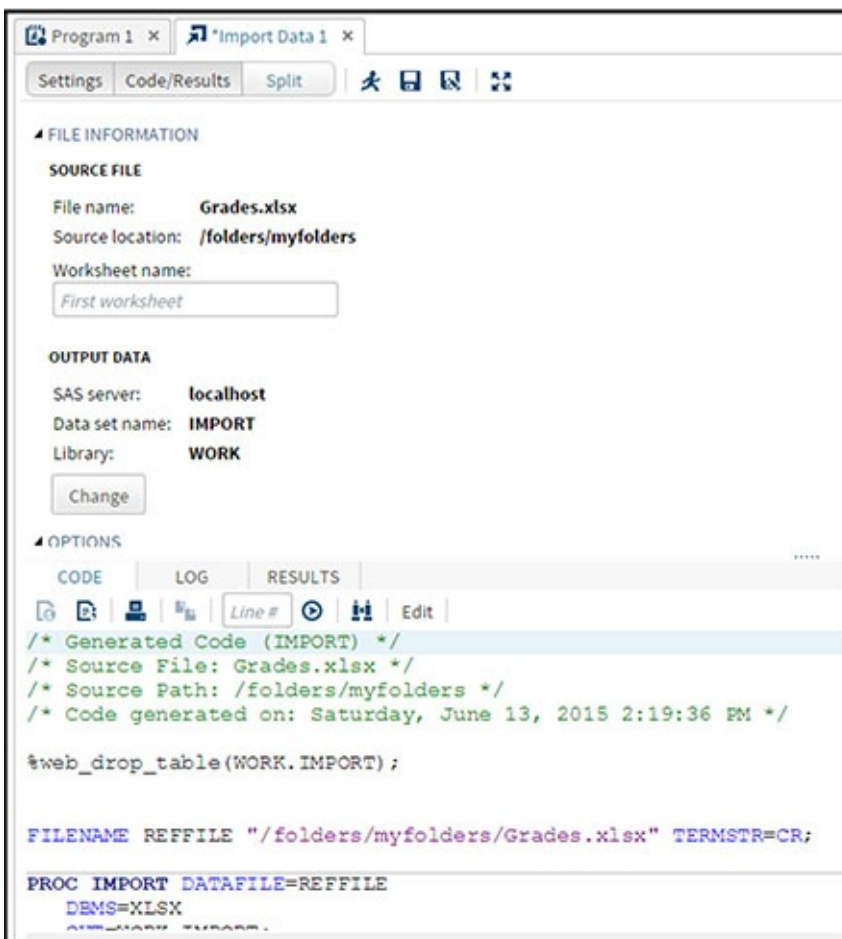 Program 1 × *Import Data 1 ×
Settings Code/Results Split
FILE INFORMATION
SOURCE FILE
File name: Grades.xlsx
Source location: /folders/myfolders
Worksheet name:
First worksheet
OUTPUT DATA
SAS server: localhost
Data set name: IMPORT
Library: WORK
Change
OPTIONS
CODE LOG RESULTS
Line # Edit
/* Generated Code (IMPORT) */
/* Source File: Grades.xlsx */
/* Source Path: /folders/myfolders */
/* Code generated on: Saturday, June 13, 2015 2:19:36 PM */
%web_drop_table(WORK.IMPORT);
FILENAME REFFILE "/folders/myfolders/Grades.xlsx" TERMSTR=CR;
PROC IMPORT DATAFILE=REFFILE
DBMS=XLSX
OUT=WORK.IMPORT;